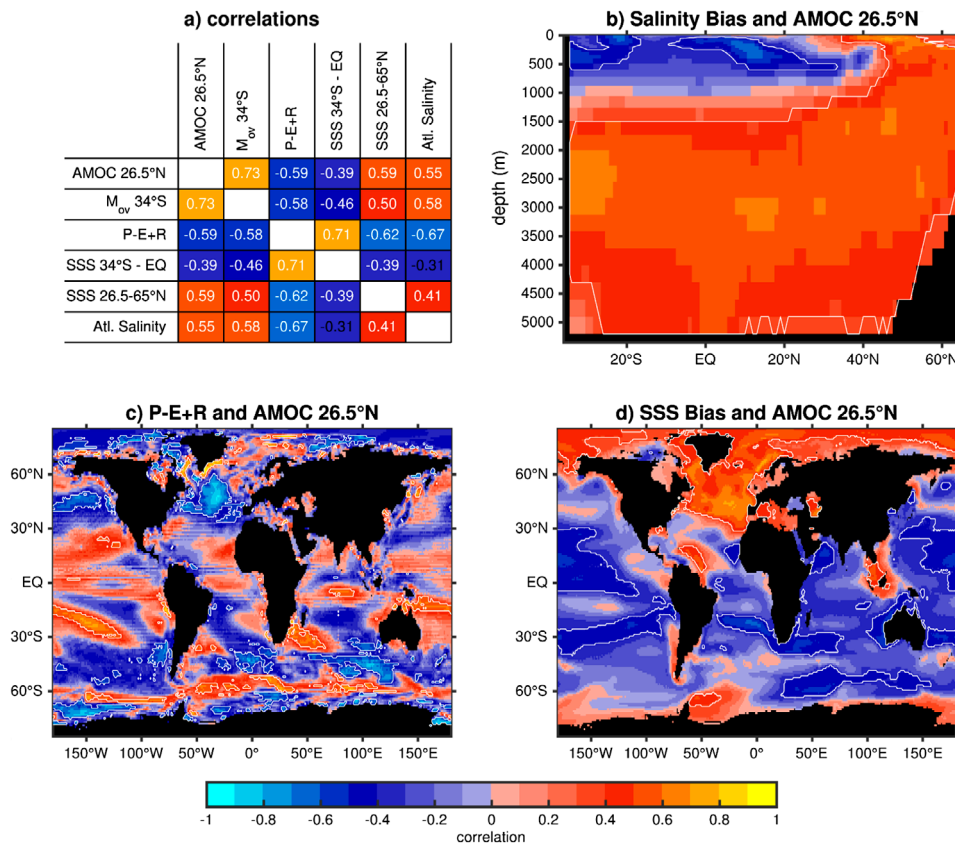 a) correlations
AMOC 26.5°N
M_ov 34°S
P-E+R
SSS 34°S - EQ
SSS 26.5-65°N
Atl. Salinity
AMOC 26.5°N 0.73 -0.59 -0.39 0.59 0.55
M_ov 34°S 0.73 -0.58 -0.46 0.50 0.58
P-E+R -0.59 -0.58 0.71 -0.62 -0.67
SSS 34°S - EQ -0.39 -0.46 0.71 -0.39 -0.31
SSS 26.5-65°N 0.59 0.50 -0.62 -0.39 0.41
Atl. Salinity 0.55 0.58 -0.67 -0.31 0.41
b) Salinity Bias and AMOC 26.5°N
depth (m)
0
500
1000
1500
2000
2500
3000
3500
4000
4500
5000
20°S EQ 20°N 40°N 60°N
c) P-E+R and AMOC 26.5°N
60°N
30°N
EQ
30°S
60°S
150°W 100°W 50°W 0° 50°E 100°E 150°E
d) SSS Bias and AMOC 26.5°N
60°N
30°N
EQ
30°S
60°S
150°W 100°W 50°W 0° 50°E 100°E 150°E
-1 -0.8 -0.6 -0.4 -0.2 0 0.2 0.4 0.6 0.8 1
correlation